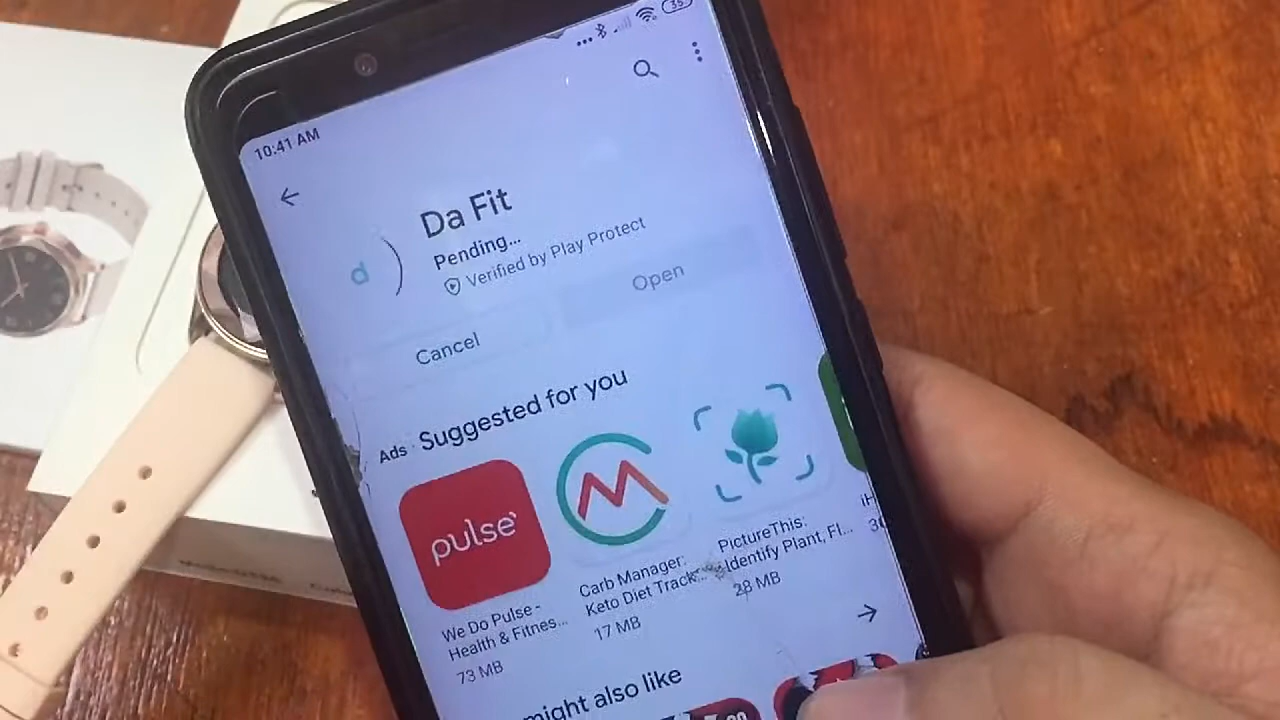 35
10:41 AM
Da Fit
Pending...
Verified by Play Protect
d
Cancel
Open
Ads · Suggested for you
pulse
We Do Pulse -
Health & Fitnes...
73 MB
Carb Manager:
Keto Diet Track...
17 MB
PictureThis:
Identify Plant, Fl...
28 MB
might also like